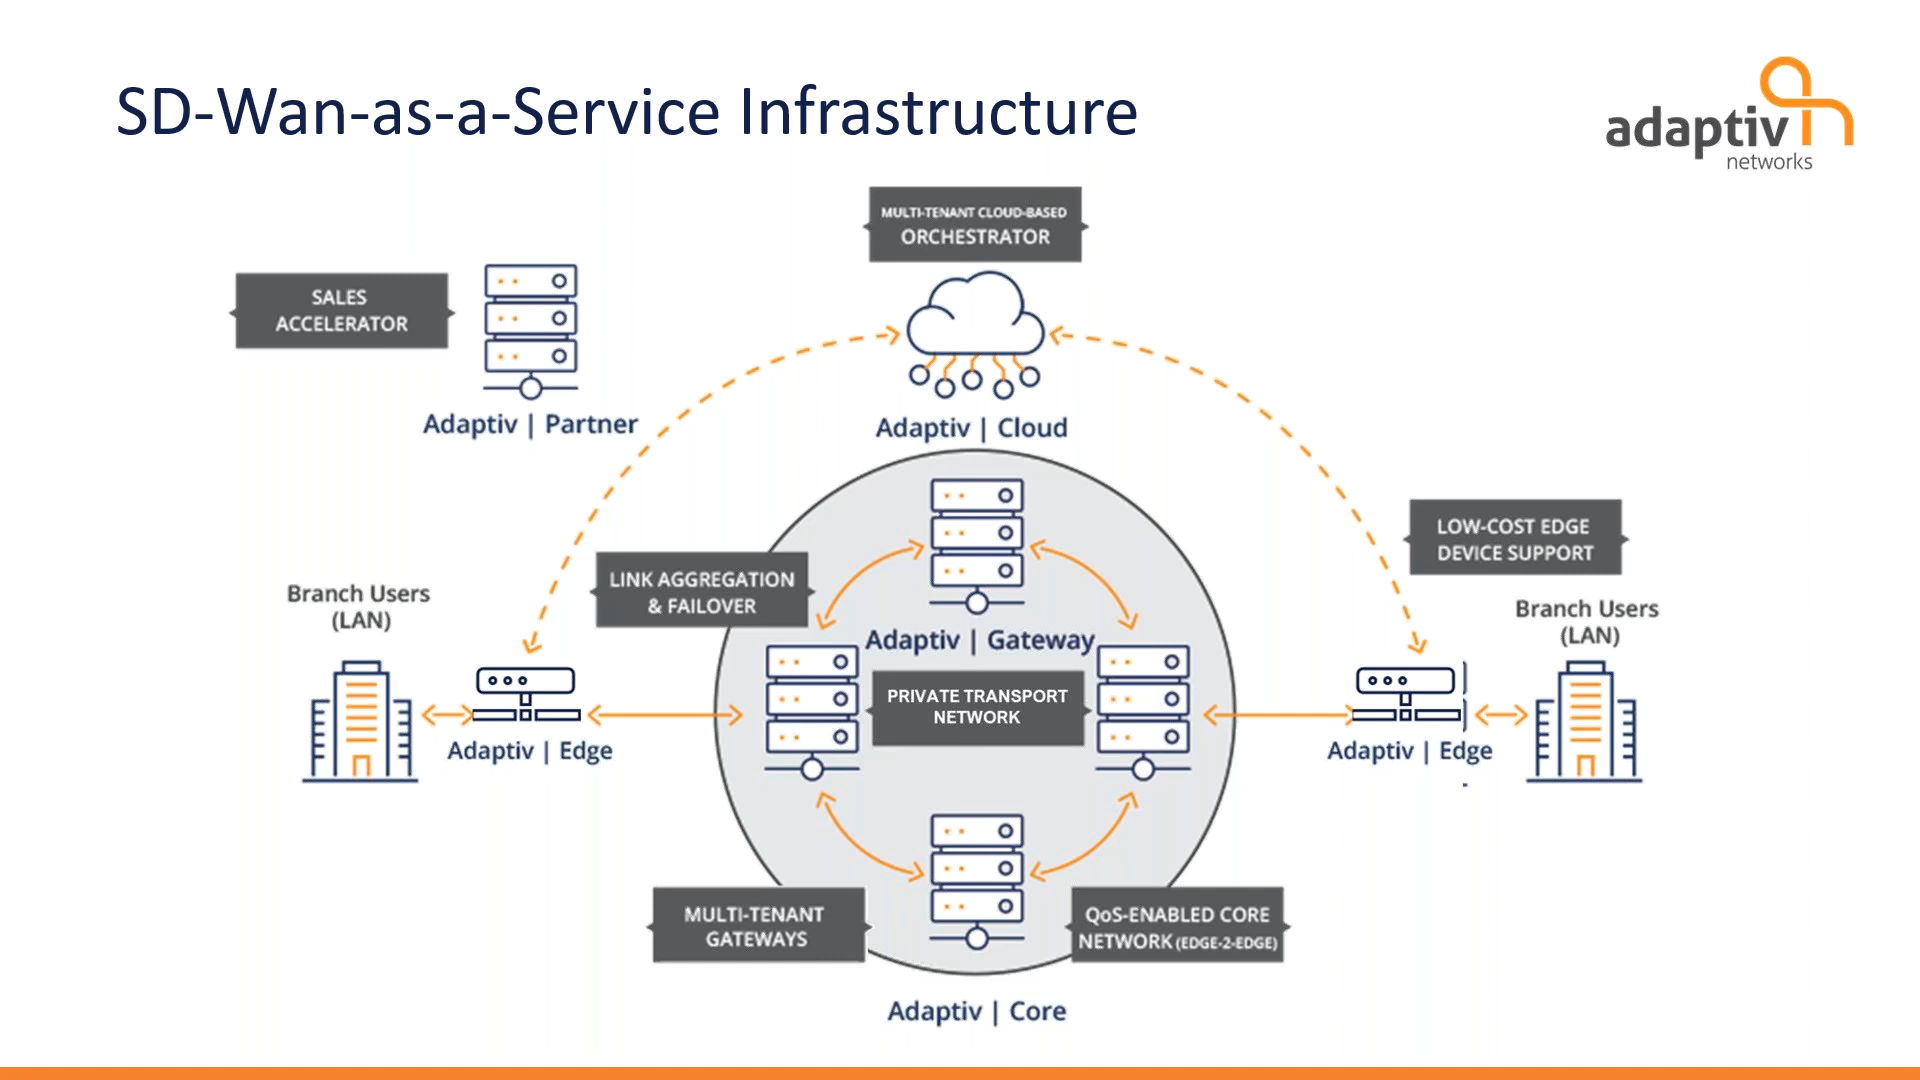 SD-Wan-as-a-Service Infrastructure
adaptiv
networks
MULTI-TENANT CLOUD-BASED
ORCHESTRATOR
SALES
ACCELERATOR
Adaptiv | Partner
Adaptiv | Cloud
LOW-COST EDGE
DEVICE SUPPORT
LINK AGGREGATION
& FAILOVER
Branch Users
(LAN)
Branch Users
(LAN)
Adaptiv | Gateway
PRIVATE TRANSPORT
NETWORK
Adaptiv | Edge
Adaptiv | Edge
MULTI-TENANT
GATEWAYS
QoS-ENABLED CORE
NETWORK (EDGE-2-EDGE)
Adaptiv | Core